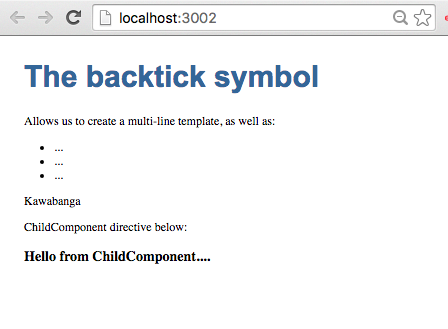 localhost:3002
The backtick symbol
Allows us to create a multi-line template, as well as:
• ...
• ...
• ...
Kawabanga
ChildComponent directive below:
Hello from ChildComponent....